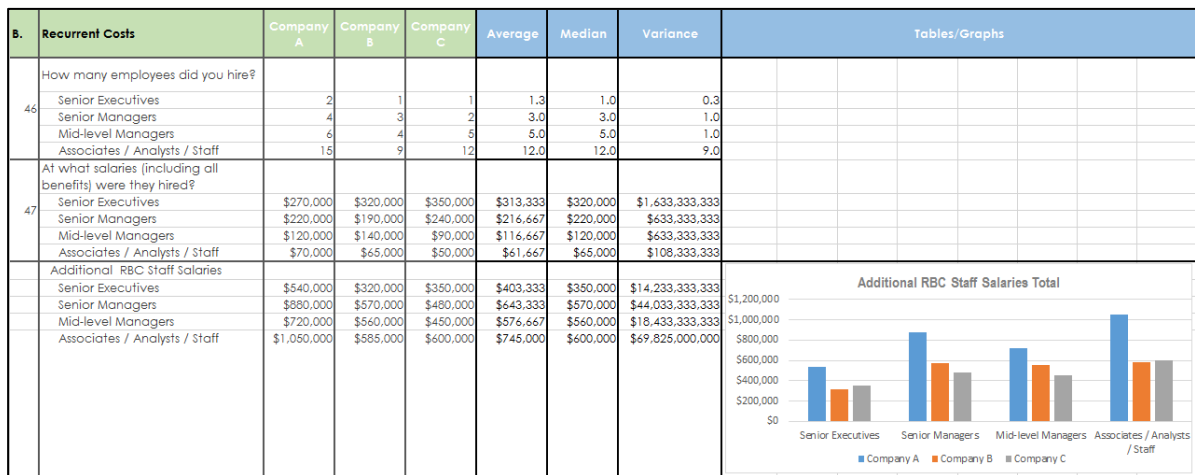 B. Recurrent Costs Company A Company B Company C Average Median Variance Tables/Graphs
How many employees did you hire?
46
Senior Executives 2 1 1 1.3 1.0 0.3
Senior Managers 4 3 2 3.0 3.0 1.0
Mid-level Managers 6 4 5 5.0 5.0 1.0
Associates / Analysts / Staff 15 9 12 12.0 12.0 9.0
At what salaries (including all
benefits) were they hired?
47
Senior Executives $270,000 $320,000 $350,000 $313,333 $320,000 $1,633,333,333
Senior Managers $220,000 $190,000 $240,000 $216,667 $220,000 $633,333,333
Mid-level Managers $120,000 $140,000 $90,000 $116,667 $120,000 $633,333,333
Associates / Analysts / Staff $70,000 $65,000 $50,000 $61,667 $65,000 $108,333,333
Additional RBC Staff Salaries
Senior Executives $540,000 $320,000 $350,000 $403,333 $350,000 $14,233,333,333
Senior Managers $880,000 $570,000 $480,000 $643,333 $570,000 $44,033,333,333
Mid-level Managers $720,000 $560,000 $450,000 $576,667 $560,000 $18,433,333,333
Associates / Analysts / Staff $1,050,000 $585,000 $600,000 $745,000 $600,000 $69,825,000,000
Additional RBC Staff Salaries Total
$1,200,000
$1,000,000
$800,000
$600,000
$400,000
$200,000
$0
Senior Executives Senior Managers Mid-level Managers Associates / Analysts
/ Staff
Company A Company B Company C